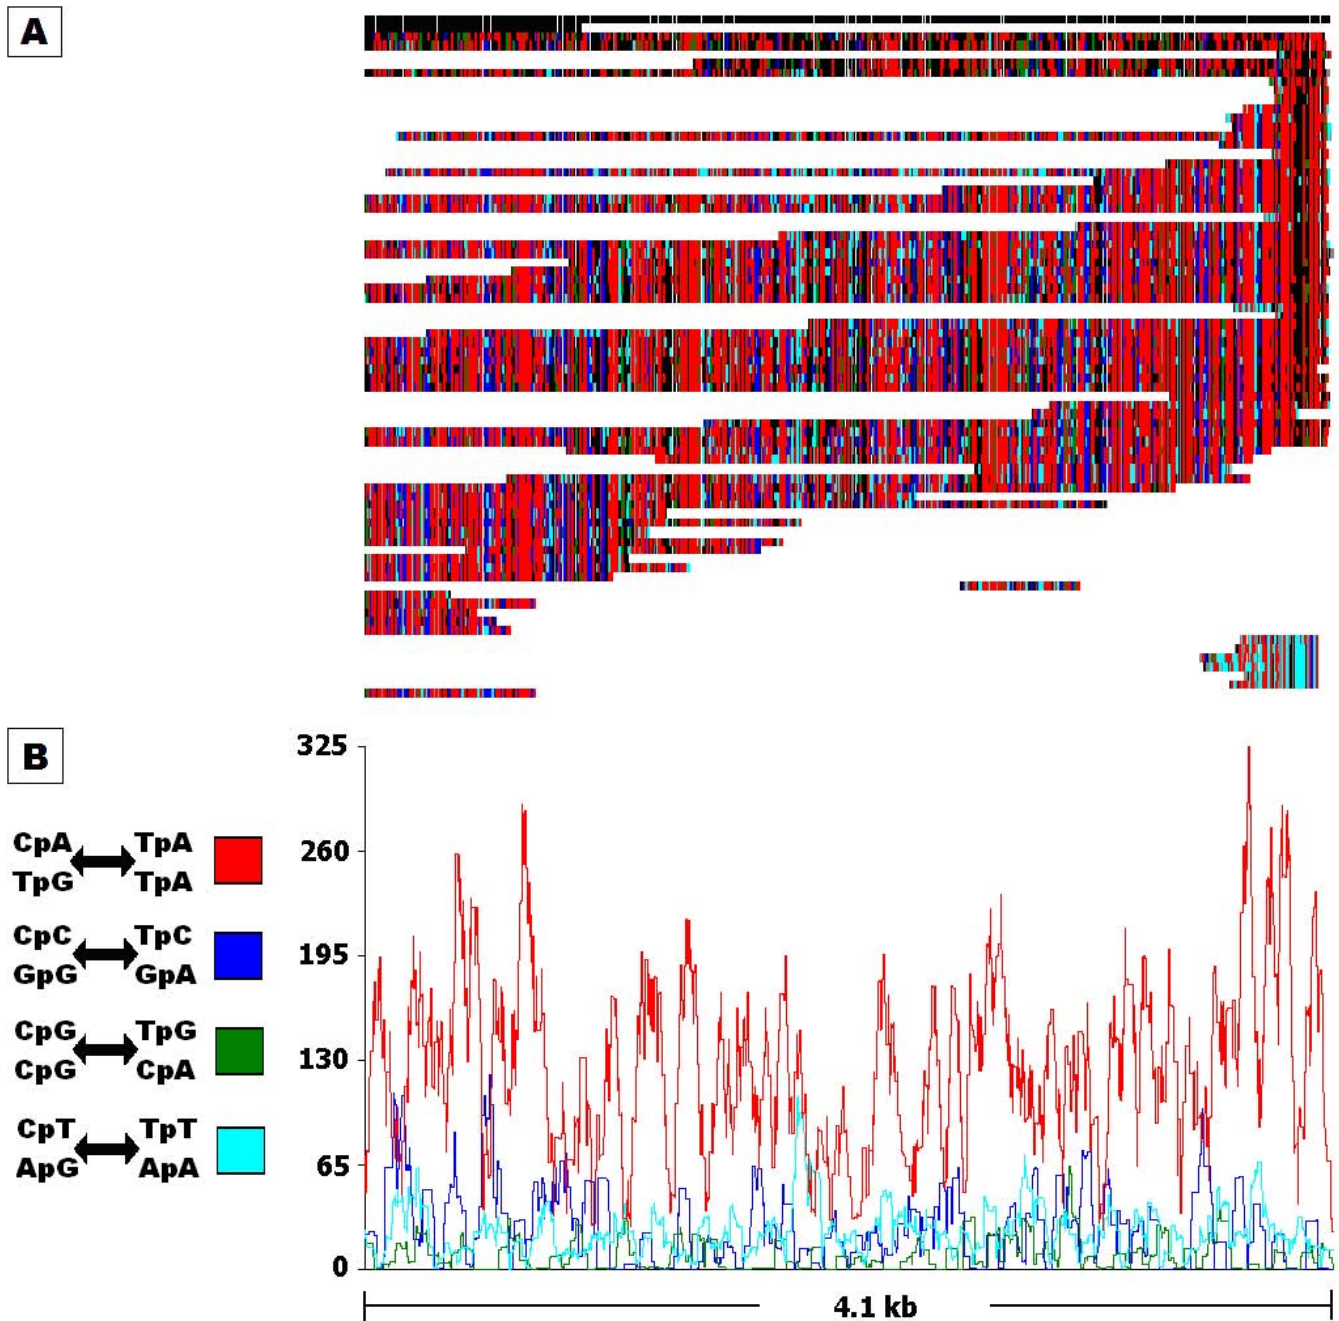 A
B
325
260
195
130
65
0
CpA TpA
TpG TpA
CpC TpC
GpG GpA
CpG TpG
CpG CpA
CpT TpT
ApG ApA
4.1 kb